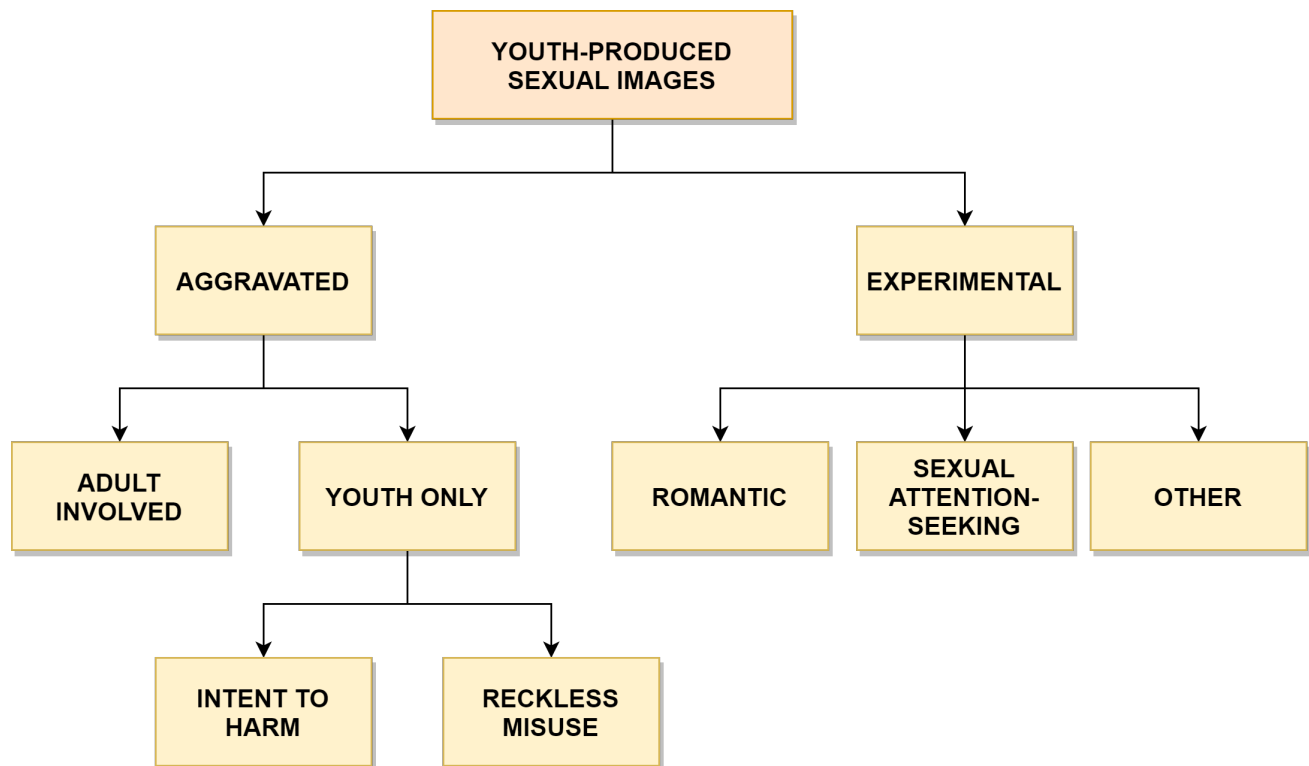 YOUTH-PRODUCED
SEXUAL IMAGES
AGGRAVATED
EXPERIMENTAL
ADULT
INVOLVED
YOUTH ONLY
ROMANTIC
SEXUAL
ATTENTION-
SEEKING
OTHER
INTENT TO
HARM
RECKLESS
MISUSE